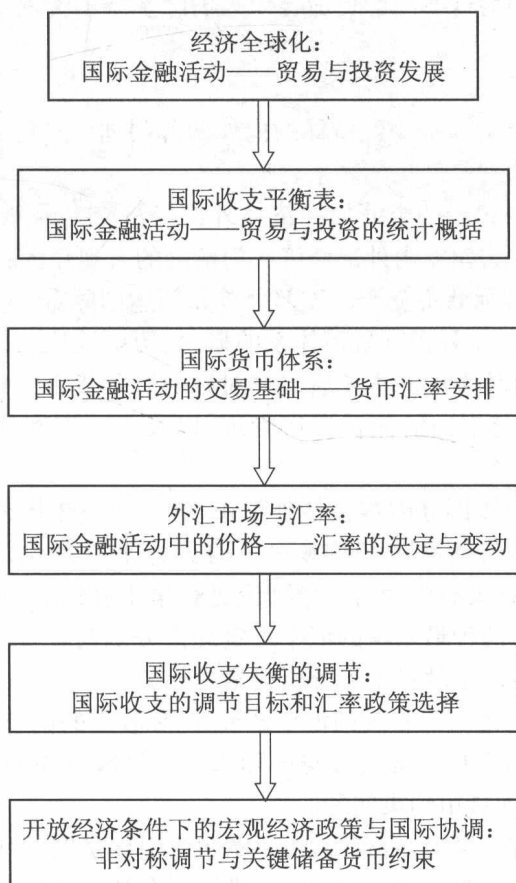 经济全球化：
国际金融活动——贸易与投资发展
国际收支平衡表：
国际金融活动——贸易与投资的统计概括
国际货币体系：
国际金融活动的交易基础——货币汇率安排
外汇市场与汇率：
国际金融活动中的价格——汇率的决定与变动
国际收支失衡的调节：
国际收支的调节目标和汇率政策选择
开放经济条件下的宏观经济政策与国际协调：
非对称调节与关键储备货币约束